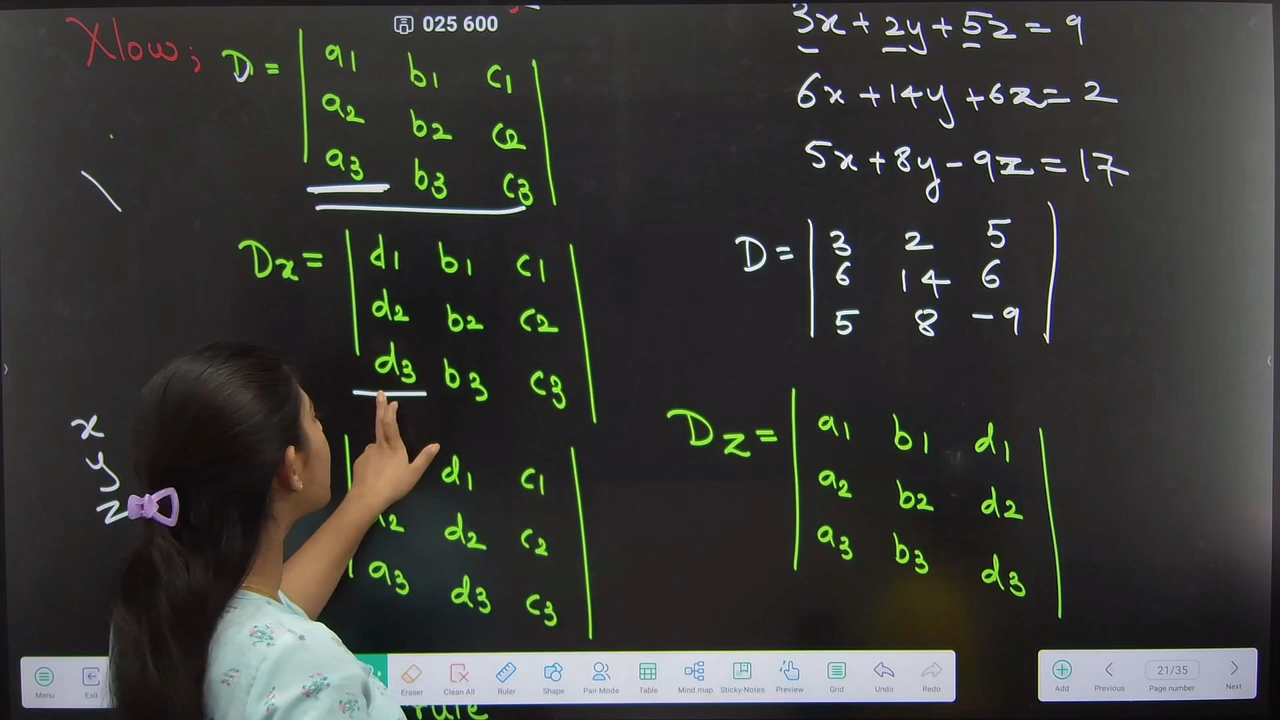 025 600
Xlow;
D = | a1 b1 c1 |
| a2 b2 c2 |
| a3 b3 c3 |
Dx = | d1 b1 c1 |
| d2 b2 c2 |
| d3 b3 c3 |
x
y
z
d1 c1
2 d2 c2
a3 d3 c3
3x + 2y + 5z = 9
6x + 14y + 6z = 2
5x + 8y - 9z = 17
D = | 3 2 5 |
| 6 14 6 |
| 5 8 -9 |
Dz = | a1 b1 d1 |
| a2 b2 d2 |
| a3 b3 d3 |
rule
Menu Exit Eraser Clean All Ruler Shape Pair Mode Table Mind map Sticky-Notes Preview Grid Undo Redo
Add Previous 21/35 Page number Next